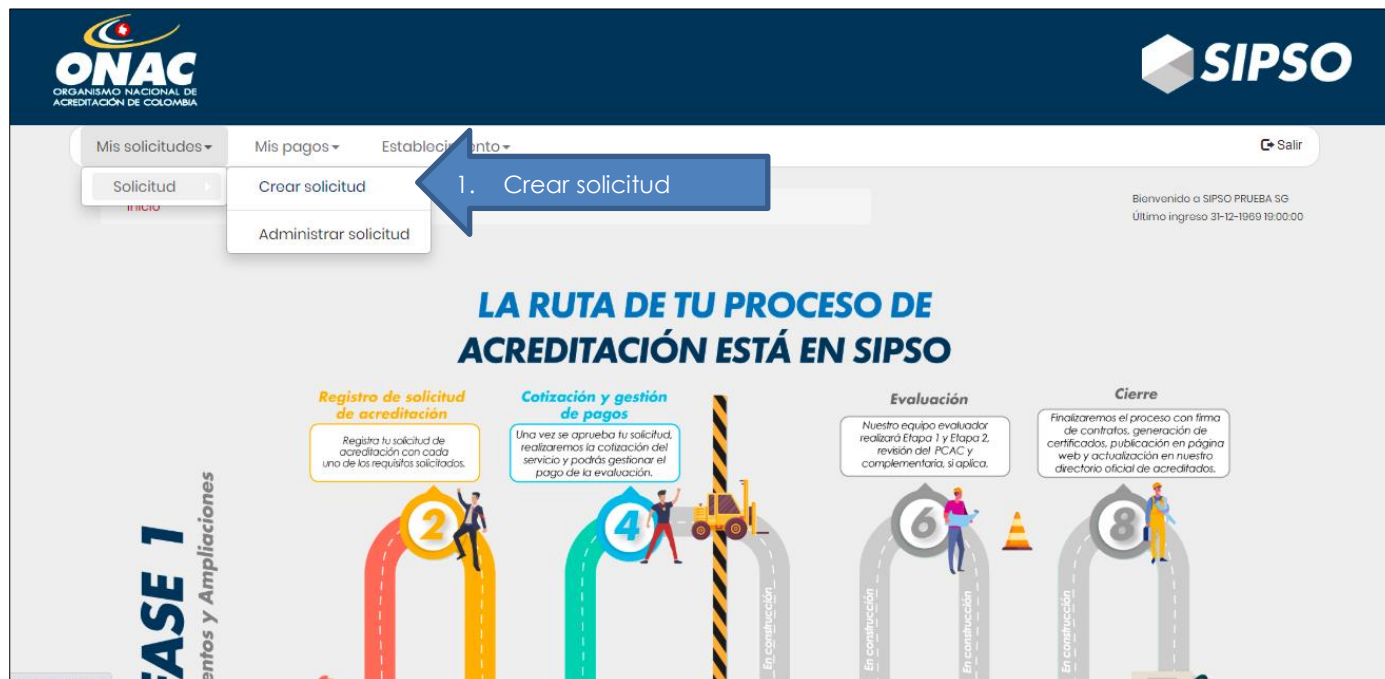 ONAC
ORGANISMO NACIONAL DE
ACREDITACIÓN DE COLOMBIA
SIPSO
Mis solicitudes
Mis pagos
Salir
Solicitud
Crear solicitud
1. Crear solicitud
Inicio
Administrar solicitud
Bienvenido a SIPSO PRUEBA SG
Último ingreso 31-12-1969 19:00:00
LA RUTA DE TU PROCESO DE
ACREDITACIÓN ESTÁ EN SIPSO
Registro de solicitud
de acreditación
Registra tu solicitud de
acreditación con cada
uno de los requisitos solicitados.
Cotización y gestión
de pagos
Una vez se aprueba tu solicitud,
realizaremos la cotización del
servicio y podrás gestionar el
pago de la evaluación.
Evaluación
Nuestro equipo evaluador
realizará Etapa 1 y Etapa 2,
revisión del PCAC y
complementaria, si aplica.
Cierre
Finalizaremos el proceso con firma
de contratos, generación de
certificados, publicación en página
web y actualización en nuestro
directorio oficial de acreditados.
2
4
6
8
FASE 1
entos y Ampliaciones
En construcción
En construcción
En construcción
En construcción